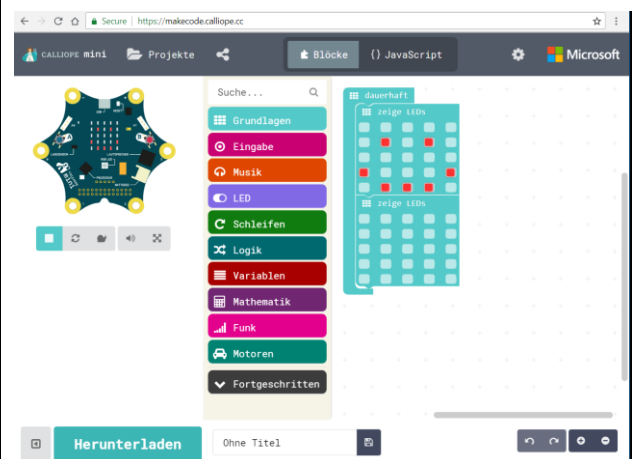 Secure | https://makecode.calliope.cc
CALLIOPE mini Projekte Blöcke {} JavaScript Microsoft
Suche...
Grundlagen
Eingabe
Musik
LED
Schleifen
Logik
Variablen
Mathematik
Funk
Motoren
Fortgeschritten
dauerhaft
zeige LEDs
zeige LEDs
Herunterladen
Ohne Titel